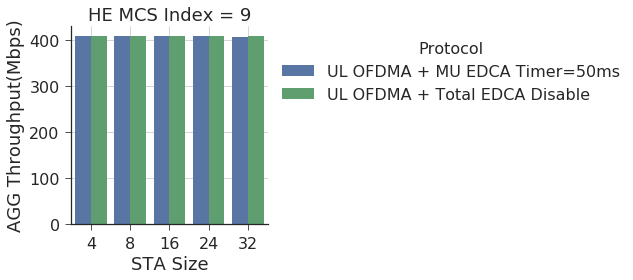 HE MCS Index = 9
AGG Throughput(Mbps)
400
300
200
100
0
4 8 16 24 32
STA Size
Protocol
UL OFDMA + MU EDCA Timer=50ms
UL OFDMA + Total EDCA Disable